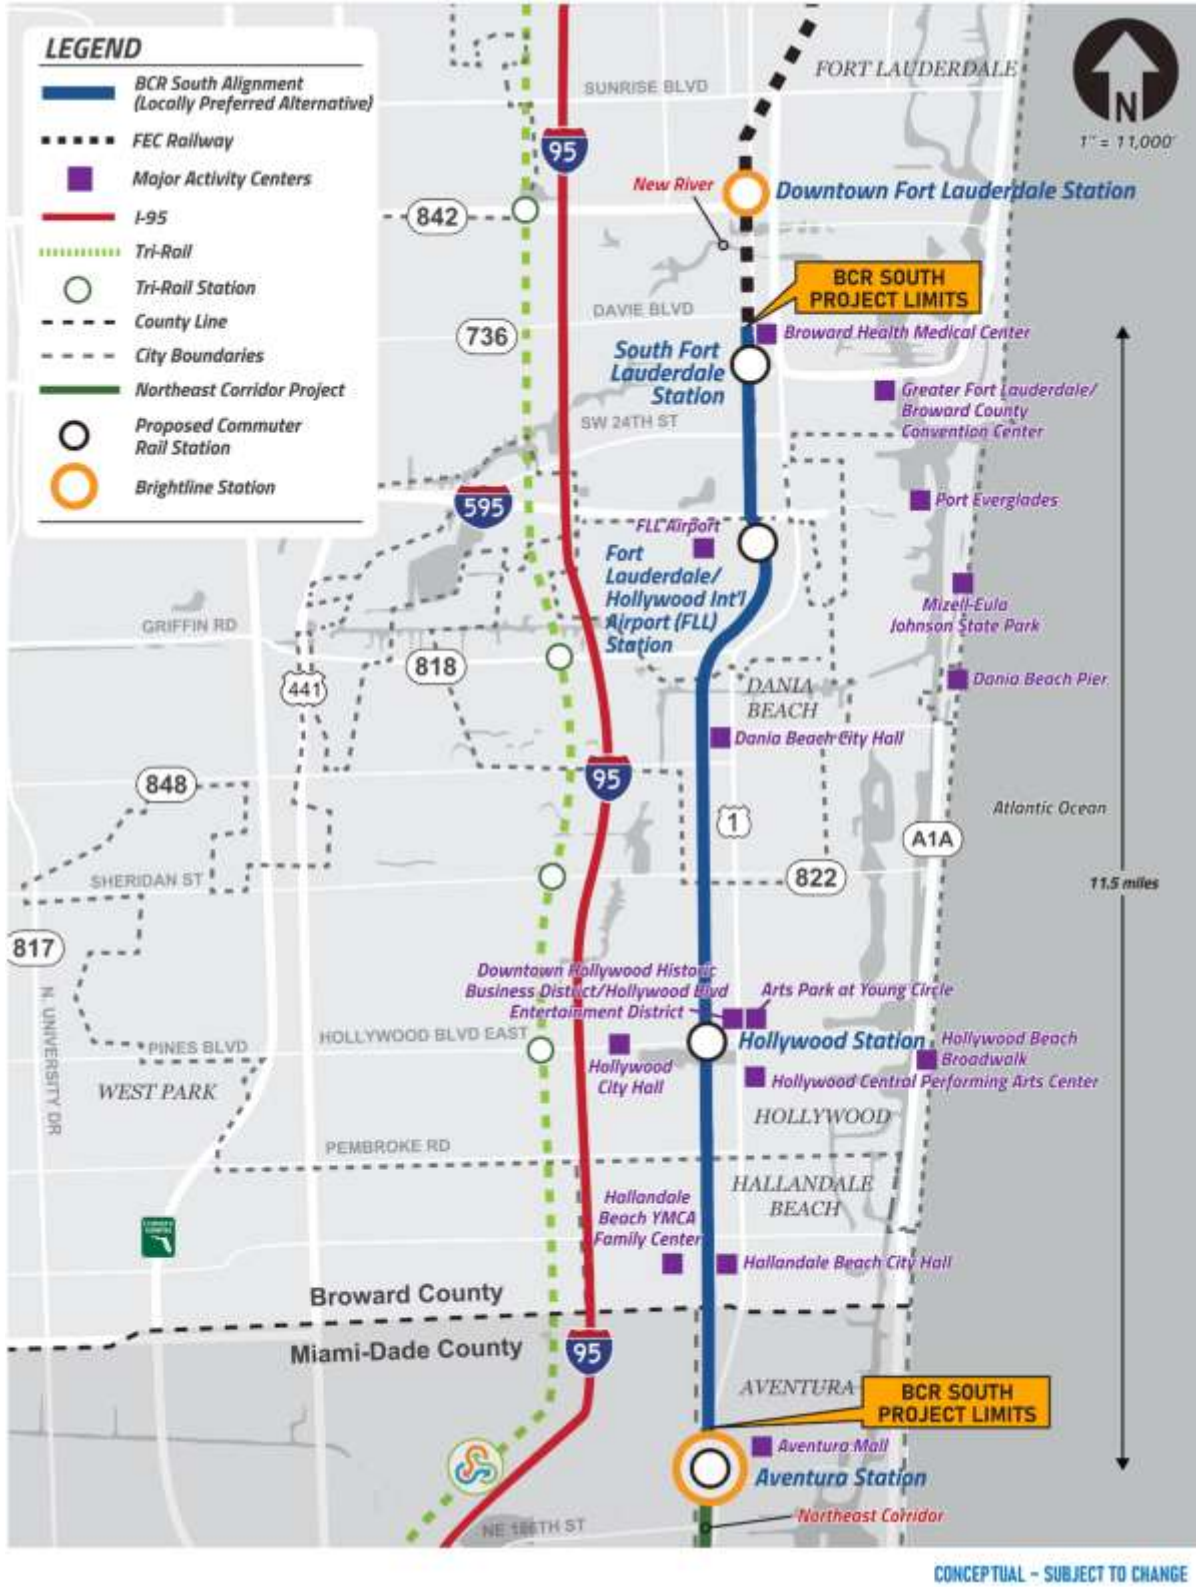 LEGEND
BCR South Alignment
(Locally Preferred Alternative)
FEC Railway
Major Activity Centers
I-95
Tri-Rail
Tri-Rail Station
County Line
City Boundaries
Northeast Corridor Project
Proposed Commuter
Rail Station
Brightline Station
FORT LAUDERDALE
N
1" = 11,000'
SUNRISE BLVD
95
New River
Downtown Fort Lauderdale Station
842
BCR SOUTH
PROJECT LIMITS
DAVIE BLVD
736
Broward Health Medical Center
South Fort
Lauderdale
Station
Greater Fort Lauderdale/
Broward County
Convention Center
SW 24TH ST
595
Port Everglades
FLL Airport
Fort
Lauderdale/
Hollywood Int'l
Airport (FLL)
Station
Mizell-Eula
Johnson State Park
GRIFFIN RD
818
441
Dania Beach Pier
DANIA
BEACH
Dania Beach City Hall
95
848
1
Atlantic Ocean
A1A
822
SHERIDAN ST
11.5 miles
817
Downtown Hollywood Historic
Business District/Hollywood Blvd
Entertainment District
Arts Park at Young Circle
N. UNIVERSITY DR
PINES BLVD
HOLLYWOOD BLVD EAST
Hollywood Station
Hollywood Beach
Broadwalk
Hollywood
City Hall
Hollywood Central Performing Arts Center
WEST PARK
HOLLYWOOD
PEMBROKE RD
HALLANDALE
BEACH
Hallandale
Beach YMCA
Family Center
Hallandale Beach City Hall
Broward County
Miami-Dade County
95
AVENTURA
BCR SOUTH
PROJECT LIMITS
Aventura Mall
Aventura Station
Northeast Corridor
NE 186TH ST
CONCEPTUAL – SUBJECT TO CHANGE